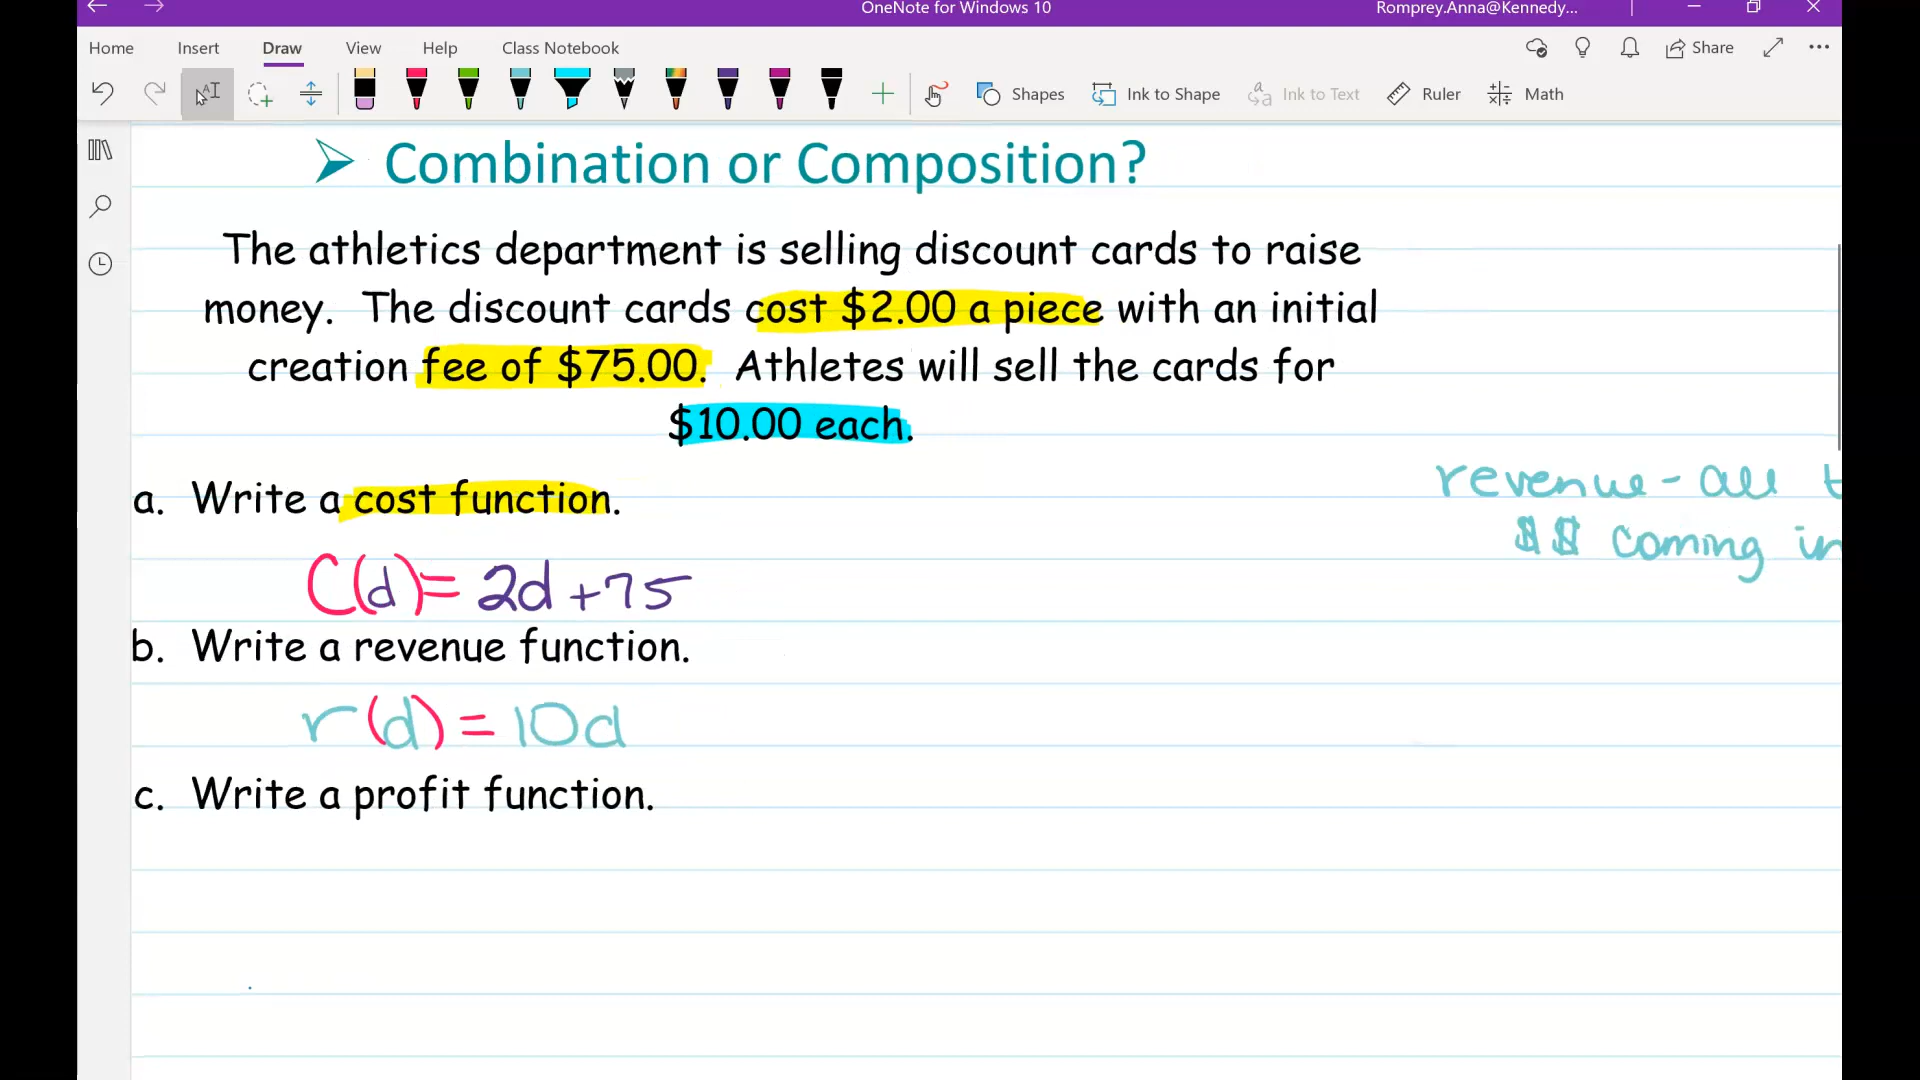 OneNote for Windows 10
Romprey.Anna@Kennedy...
Home Insert Draw View Help Class Notebook
Share
Shapes Ink to Shape Ink to Text Ruler Math
Combination or Composition?
The athletics department is selling discount cards to raise
money. The discount cards cost $2.00 a piece with an initial
creation fee of $75.00. Athletes will sell the cards for
$10.00 each.
revenue - all t
$$ coming in
a. Write a cost function.
C(d) = 2d + 75
b. Write a revenue function.
r(d) = 10d
c. Write a profit function.